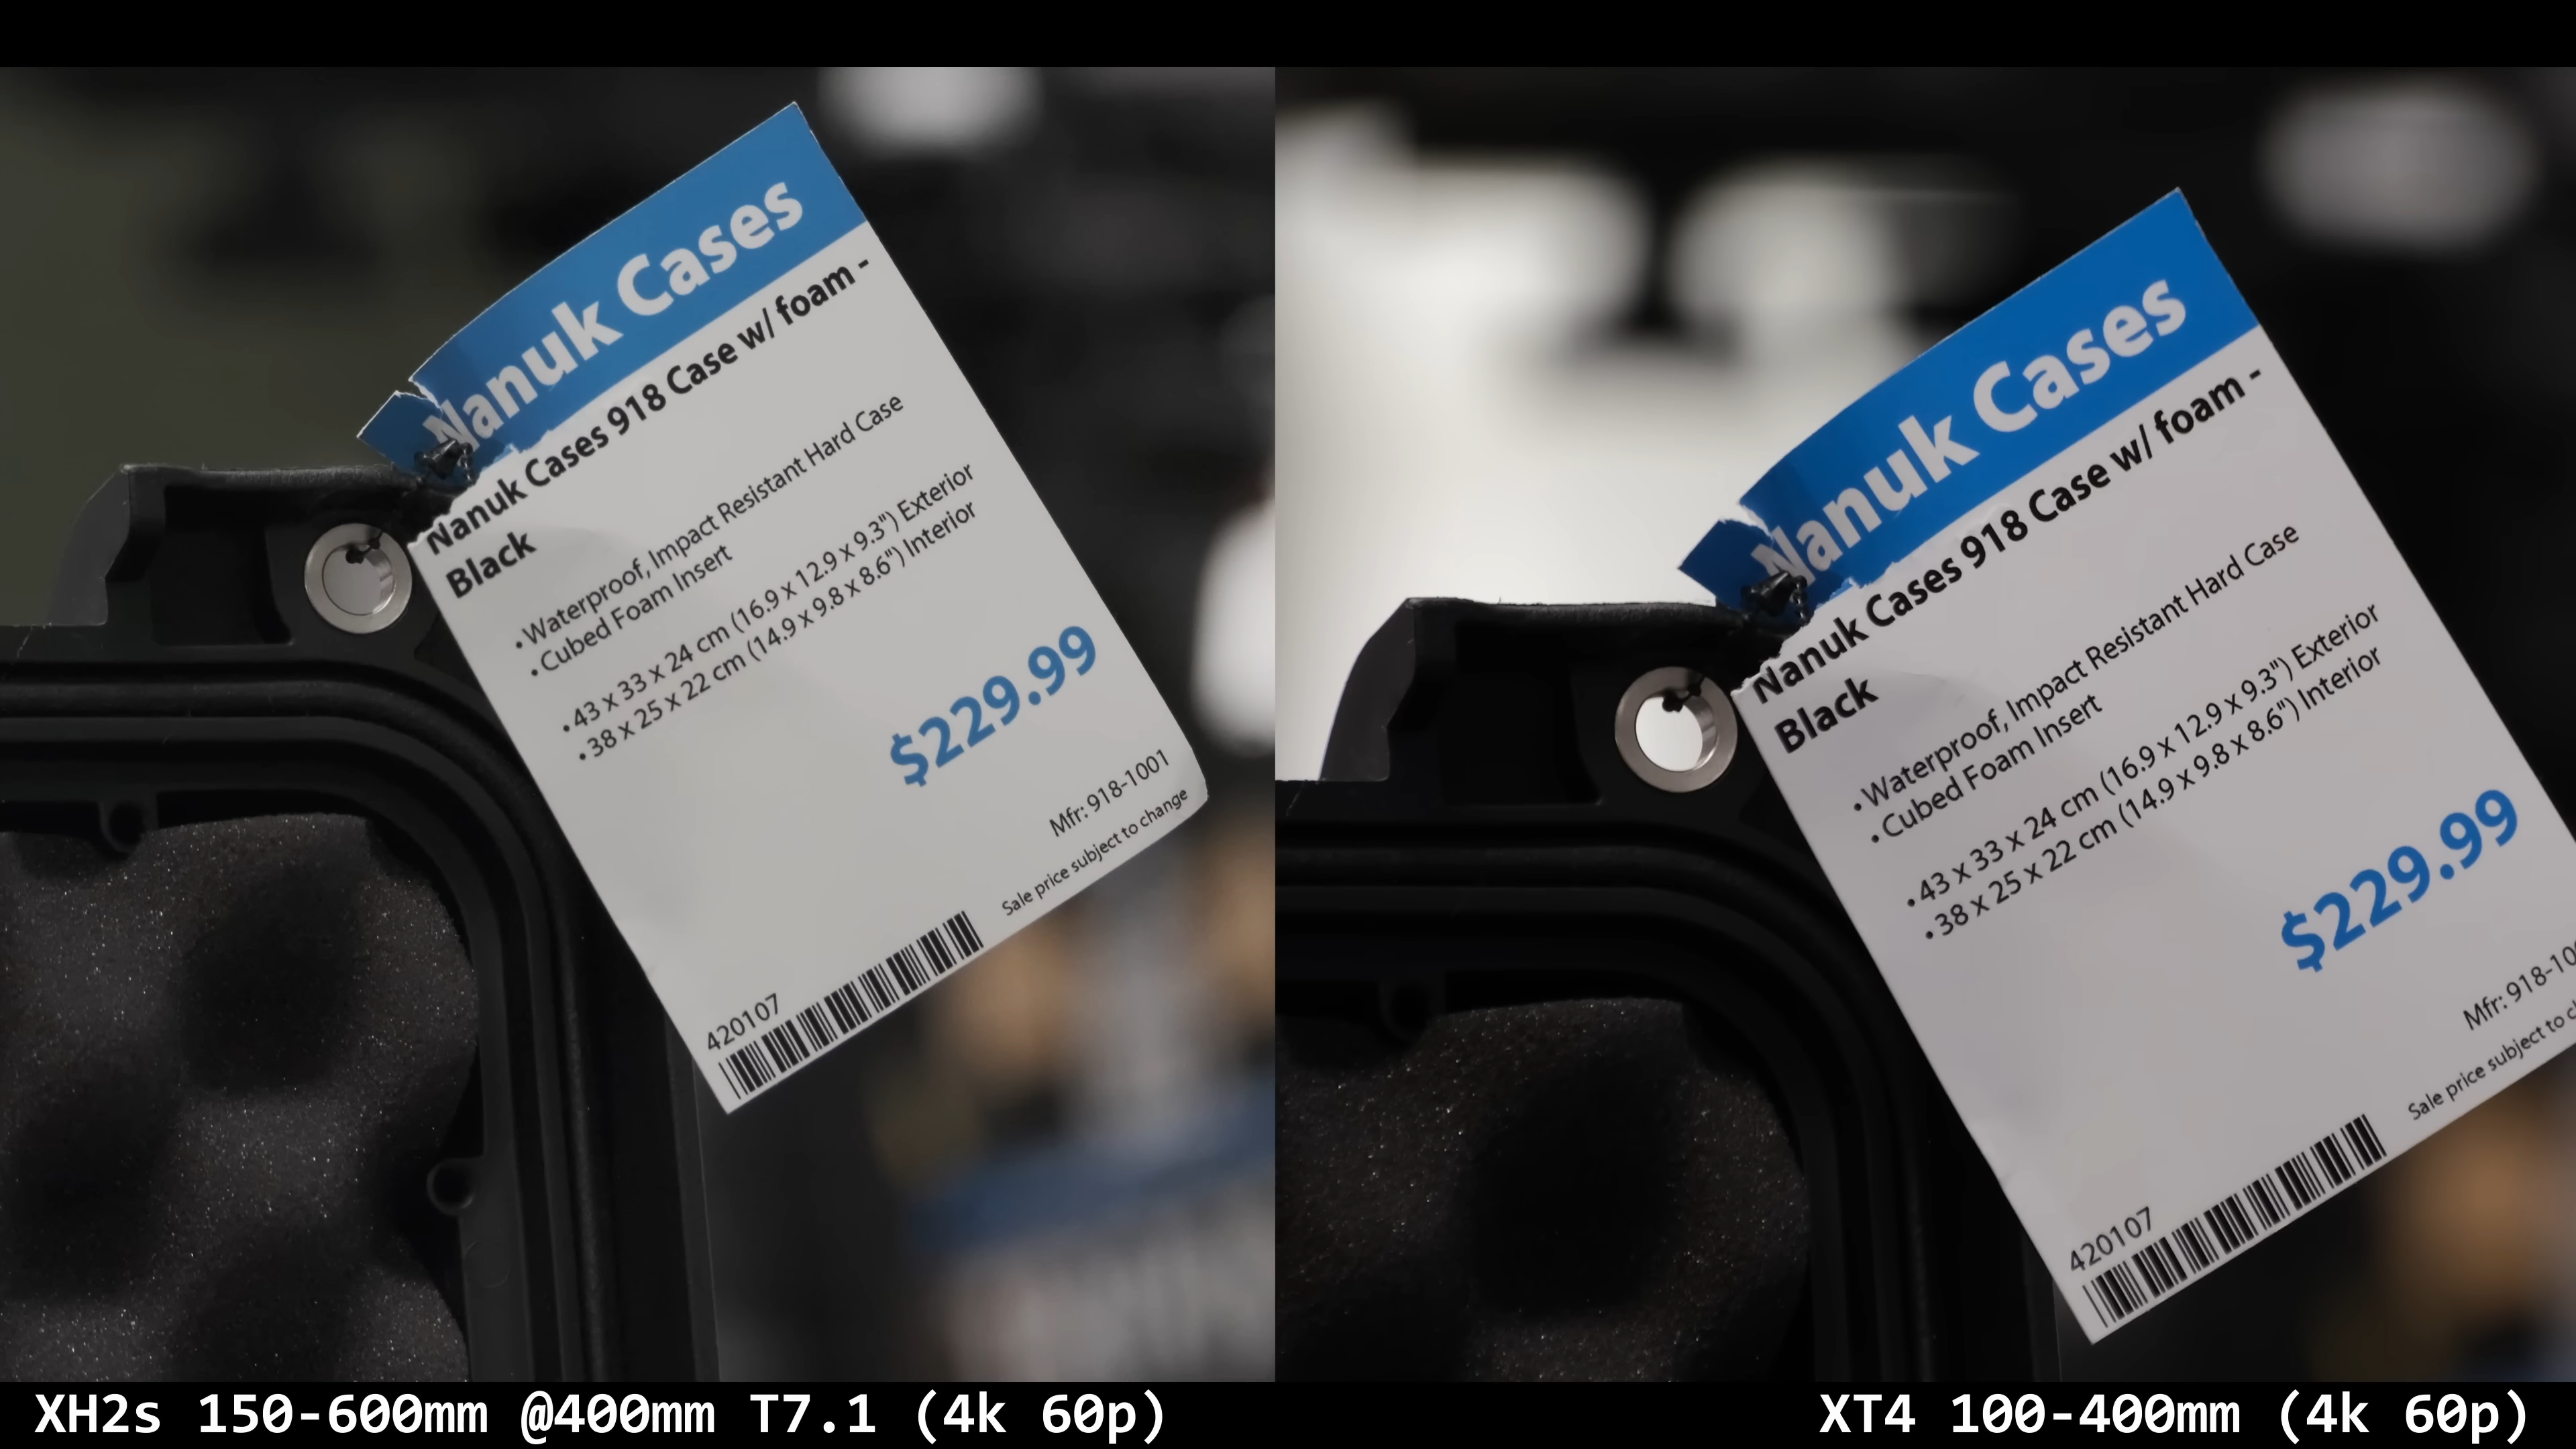 Nanuk Cases
Nanuk Cases 918 Case w/ foam -
Black
• Waterproof, Impact Resistant Hard Case
• Cubed Foam Insert
• 43 x 33 x 24 cm (16.9 x 12.9 x 9.3") Exterior
• 38 x 25 x 22 cm (14.9 x 9.8 x 8.6") Interior
$229.99
Mfr: 918-1001
Sale price subject to change
420107
Nanuk Cases
Nanuk Cases 918 Case w/ foam -
Black
• Waterproof, Impact Resistant Hard Case
• Cubed Foam Insert
• 43 x 33 x 24 cm (16.9 x 12.9 x 9.3") Exterior
• 38 x 25 x 22 cm (14.9 x 9.8 x 8.6") Interior
$229.99
Mfr: 918-10
Sale price subject to
420107
XH2s 150-600mm @400mm T7.1 (4k 60p)
XT4 100-400mm (4k 60p)